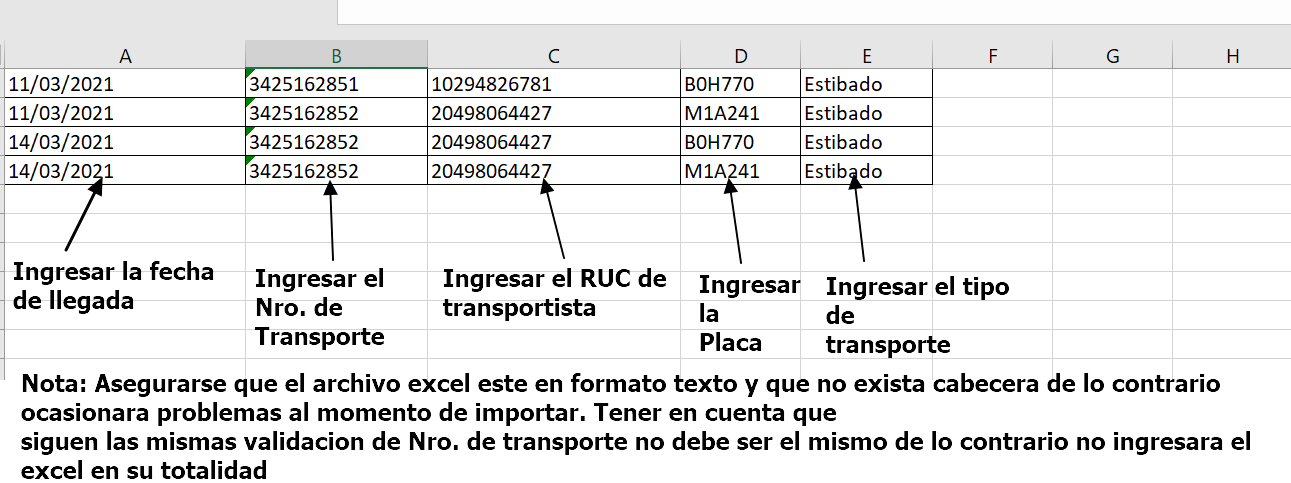 A B C D E F G H
11/03/2021 3425162851 10294826781 B0H770 Estibado
11/03/2021 3425162852 20498064427 M1A241 Estibado
14/03/2021 3425162852 20498064427 B0H770 Estibado
14/03/2021 3425162852 20498064427 M1A241 Estibado
Ingresar la fecha
de llegada
Ingresar el
Nro. de
Transporte
Ingresar el RUC de
transportista
Ingresar
la
Placa
Ingresar el tipo
de
transporte
Nota: Asegurarse que el archivo excel este en formato texto y que no exista cabecera de lo contrario
ocasionara problemas al momento de importar. Tener en cuenta que
siguen las mismas validacion de Nro. de transporte no debe ser el mismo de lo contrario no ingresara el
excel en su totalidad